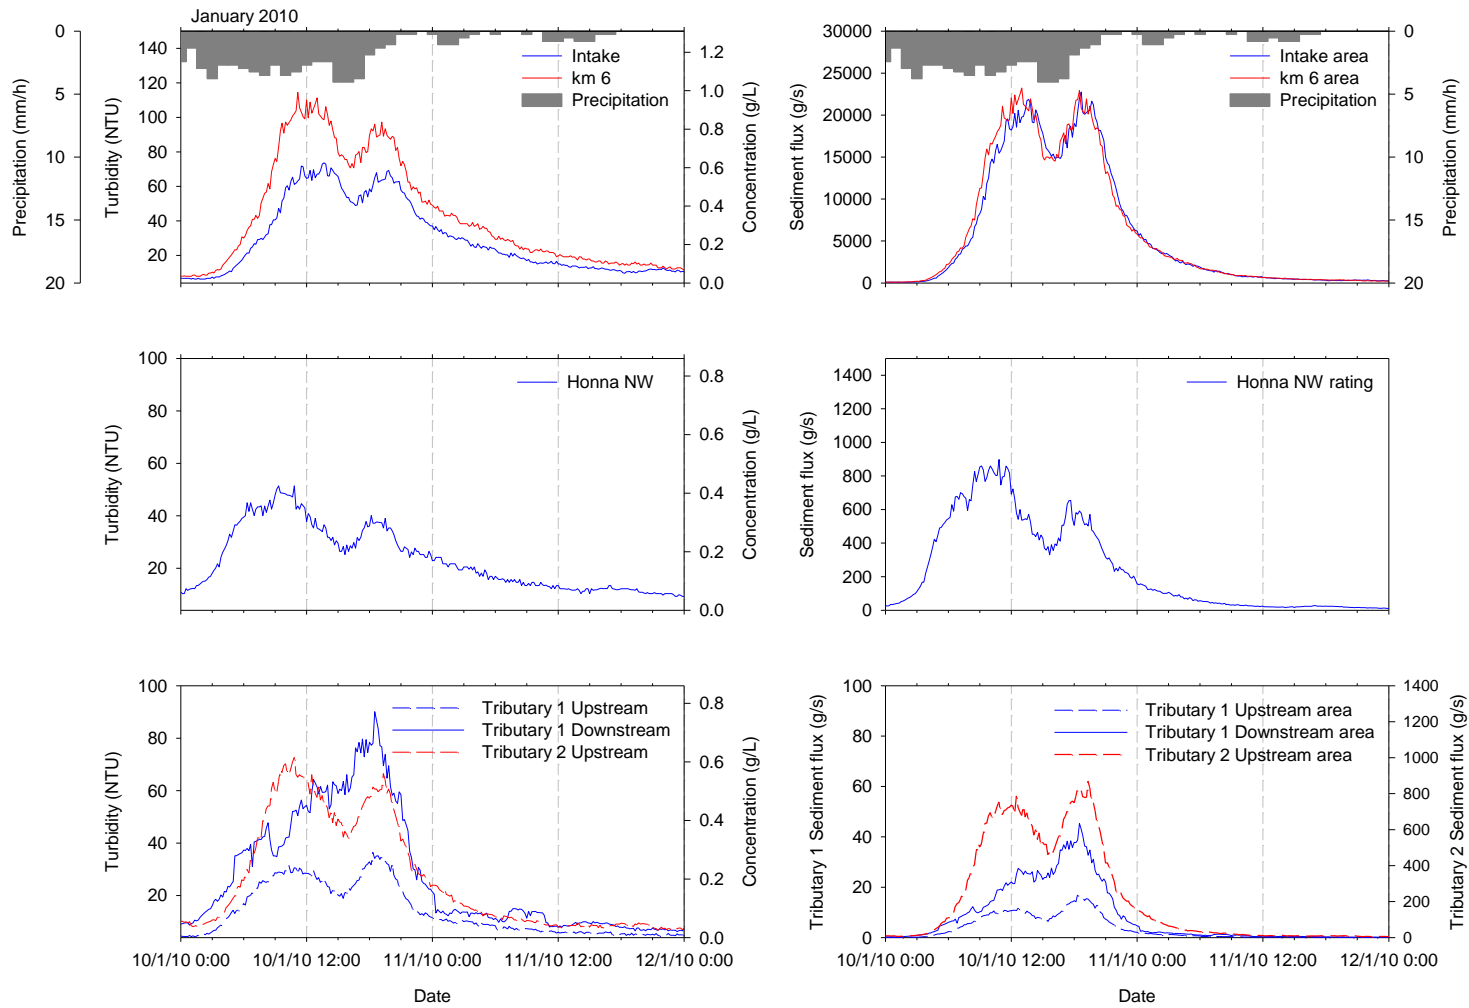 January 2010
0
5
10
15
20
Precipitation (mm/h)
140
120
100
80
60
40
20
Turbidity (NTU)
Intake
km 6
Precipitation
1.2
1.0
0.8
0.6
0.4
0.2
0.0
Concentration (g/L)
30000
25000
20000
15000
10000
5000
0
Sediment flux (g/s)
Intake area
km 6 area
Precipitation
0
5
10
15
20
Precipitation (mm/h)
100
80
60
40
20
Turbidity (NTU)
Honna NW
0.8
0.6
0.4
0.2
0.0
Concentration (g/L)
1400
1200
1000
800
600
400
200
0
Sediment flux (g/s)
Honna NW rating
100
80
60
40
20
Turbidity (NTU)
Tributary 1 Upstream
Tributary 1 Downstream
Tributary 2 Upstream
0.8
0.6
0.4
0.2
0.0
Concentration (g/L)
10/1/10 0:00 10/1/10 12:00 11/1/10 0:00 11/1/10 12:00 12/1/10 0:00
Date
100
80
60
40
20
0
Tributary 1 Sediment flux (g/s)
Tributary 1 Upstream area
Tributary 1 Downstream area
Tributary 2 Upstream area
1400
1200
1000
800
600
400
200
0
Tributary 2 Sediment flux (g/s)
10/1/10 0:00 10/1/10 12:00 11/1/10 0:00 11/1/10 12:00 12/1/10 0:00
Date